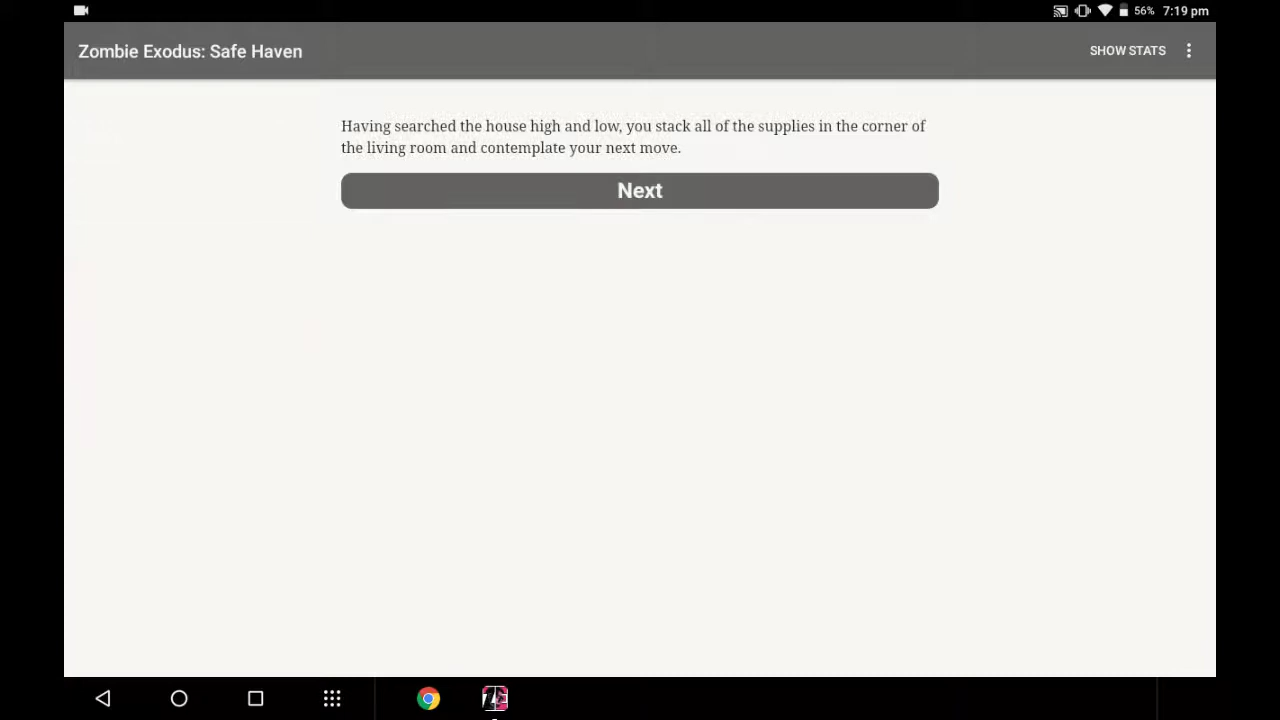 56% 7:19 pm
Zombie Exodus: Safe Haven
SHOW STATS
Having searched the house high and low, you stack all of the supplies in the corner of
the living room and contemplate your next move.
Next